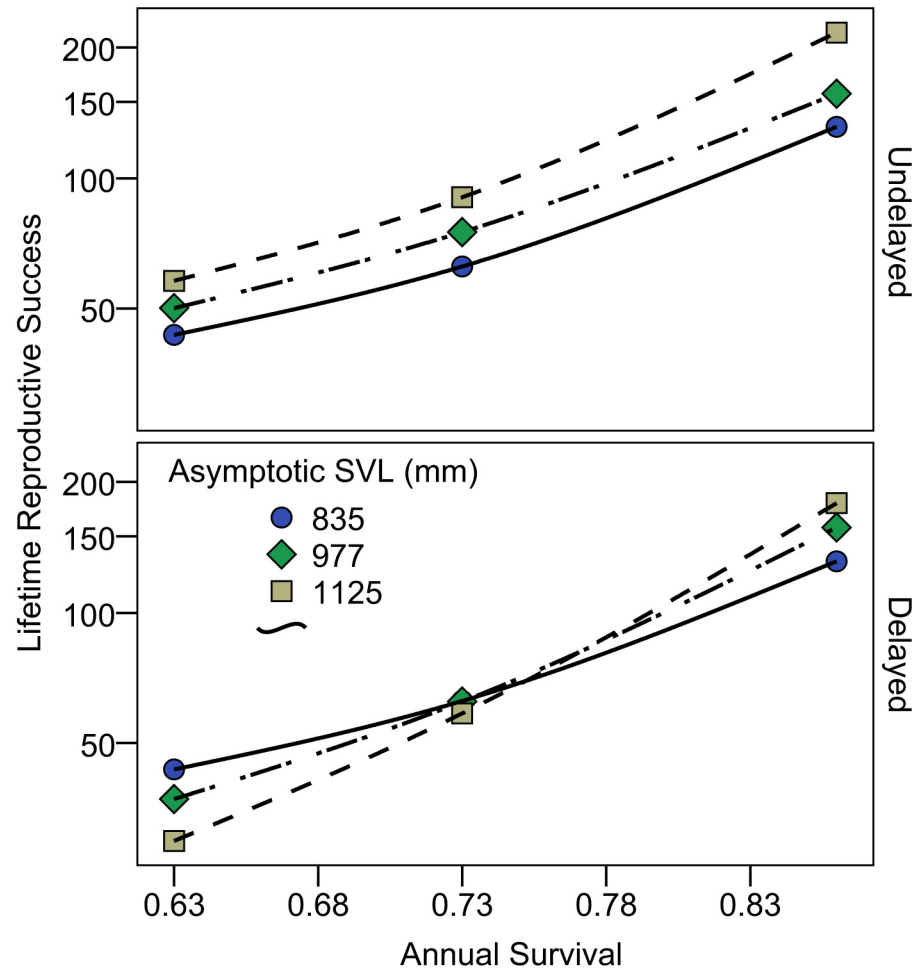 Lifetime Reproductive Success
200
150
100
50
Undelayed
Asymptotic SVL (mm)
835
977
1125
200
150
100
50
Delayed
0.63 0.68 0.73 0.78 0.83
Annual Survival